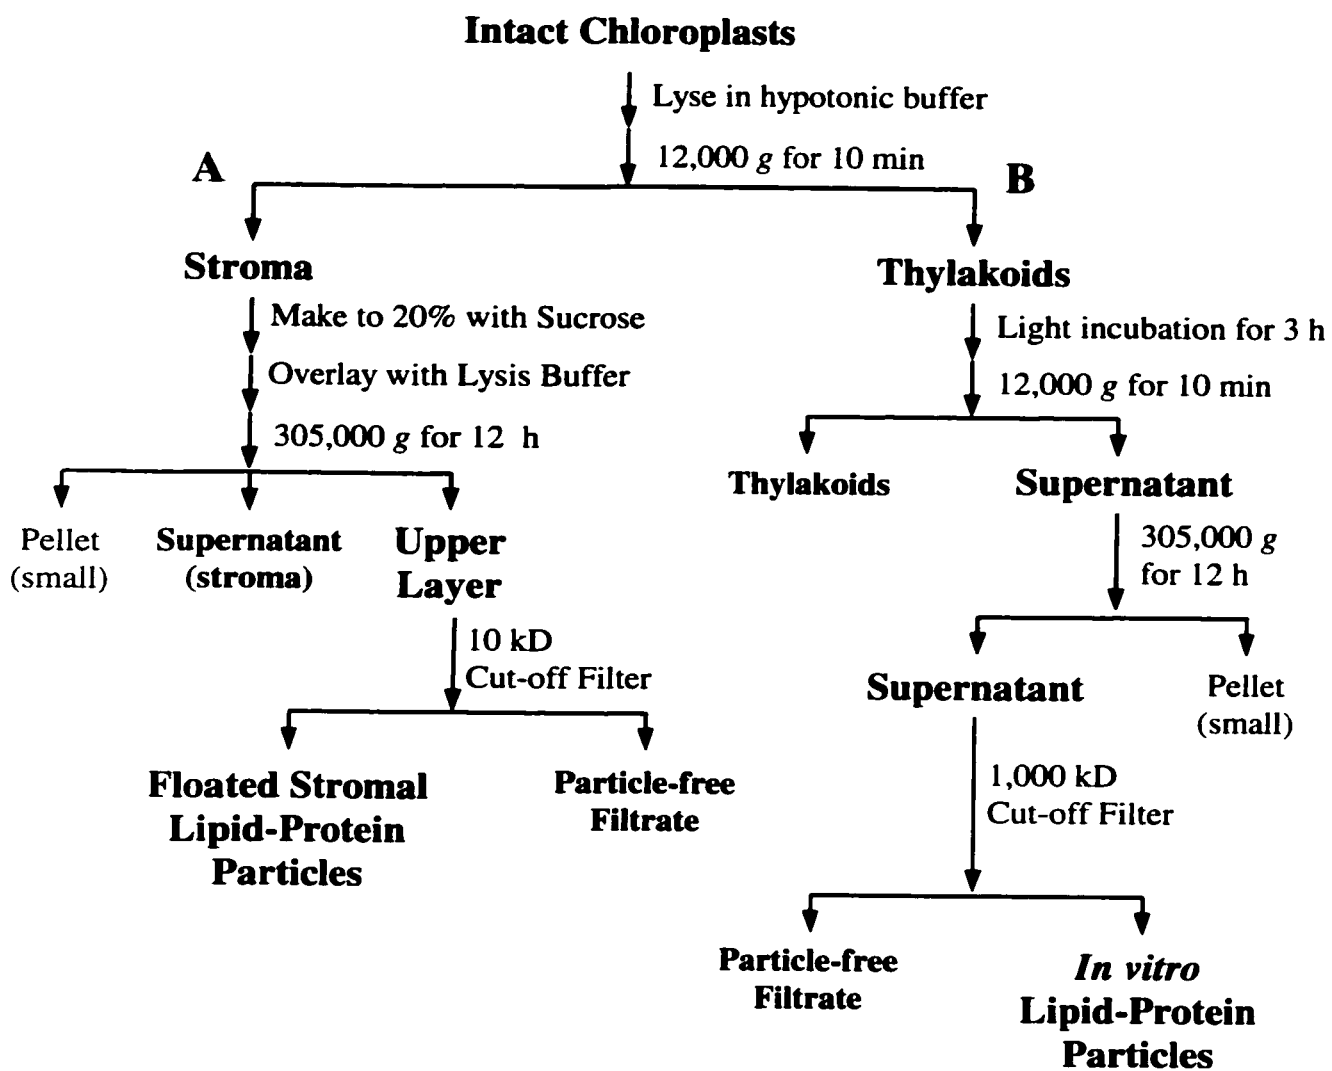 Intact Chloroplasts
Lyse in hypotonic buffer
12,000 g for 10 min
A
B
Stroma
Thylakoids
Make to 20% with Sucrose
Light incubation for 3 h
Overlay with Lysis Buffer
12,000 g for 10 min
305,000 g for 12 h
Thylakoids
Supernatant
Pellet
(small)
Supernatant
(stroma)
Upper
Layer
305,000 g
for 12 h
10 kD
Cut-off Filter
Supernatant
Pellet
(small)
Floated Stromal
Lipid-Protein
Particles
Particle-free
Filtrate
1,000 kD
Cut-off Filter
Particle-free
Filtrate
In vitro
Lipid-Protein
Particles